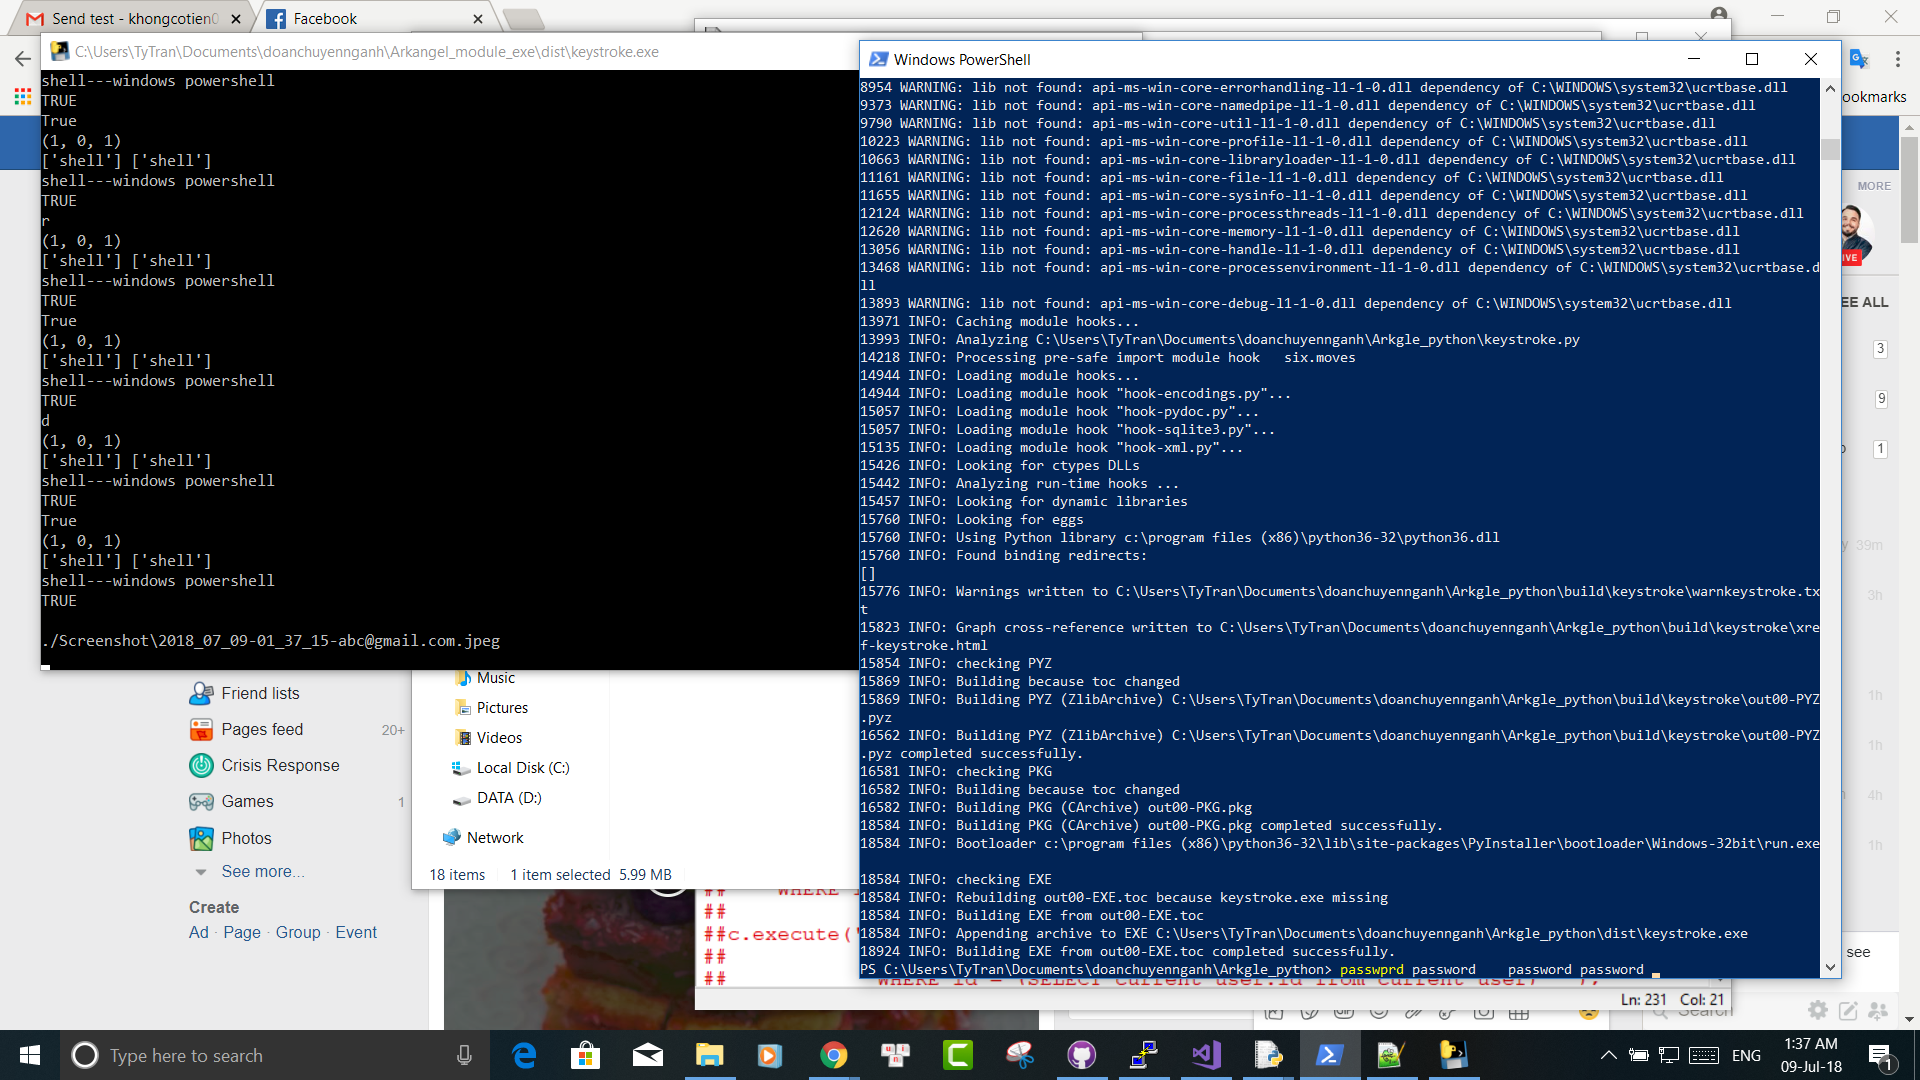 Send test - khongcotien
Facebook
C:\Users\TyTran\Documents\doanchuyennganh\Arkangel_module_exe\dist\keystroke.exe
shell---windows powershell
TRUE
True
(1, 0, 1)
['shell'] ['shell']
shell---windows powershell
TRUE
r
(1, 0, 1)
['shell'] ['shell']
shell---windows powershell
TRUE
True
(1, 0, 1)
['shell'] ['shell']
shell---windows powershell
TRUE
d
(1, 0, 1)
['shell'] ['shell']
shell---windows powershell
TRUE
True
(1, 0, 1)
['shell'] ['shell']
shell---windows powershell
TRUE
./Screenshot\2018_07_09-01_37_15-abc@gmail.com.jpeg
Windows PowerShell
8954 WARNING: lib not found: api-ms-win-core-errorhandling-l1-1-0.dll dependency of C:\WINDOWS\system32\ucrtbase.dll
9373 WARNING: lib not found: api-ms-win-core-namedpipe-l1-1-0.dll dependency of C:\WINDOWS\system32\ucrtbase.dll
9790 WARNING: lib not found: api-ms-win-core-util-l1-1-0.dll dependency of C:\WINDOWS\system32\ucrtbase.dll
10223 WARNING: lib not found: api-ms-win-core-profile-l1-1-0.dll dependency of C:\WINDOWS\system32\ucrtbase.dll
10663 WARNING: lib not found: api-ms-win-core-libraryloader-l1-1-0.dll dependency of C:\WINDOWS\system32\ucrtbase.dll
11161 WARNING: lib not found: api-ms-win-core-file-l1-1-0.dll dependency of C:\WINDOWS\system32\ucrtbase.dll
11655 WARNING: lib not found: api-ms-win-core-sysinfo-l1-1-0.dll dependency of C:\WINDOWS\system32\ucrtbase.dll
12124 WARNING: lib not found: api-ms-win-core-processthreads-l1-1-0.dll dependency of C:\WINDOWS\system32\ucrtbase.dll
12620 WARNING: lib not found: api-ms-win-core-memory-l1-1-0.dll dependency of C:\WINDOWS\system32\ucrtbase.dll
13056 WARNING: lib not found: api-ms-win-core-handle-l1-1-0.dll dependency of C:\WINDOWS\system32\ucrtbase.dll
13468 WARNING: lib not found: api-ms-win-core-processenvironment-l1-1-0.dll dependency of C:\WINDOWS\system32\ucrtbase.d
ll
13893 WARNING: lib not found: api-ms-win-core-debug-l1-1-0.dll dependency of C:\WINDOWS\system32\ucrtbase.dll
13971 INFO: Caching module hooks...
13993 INFO: Analyzing C:\Users\TyTran\Documents\doanchuyennganh\Arkgle_python\keystroke.py
14218 INFO: Processing pre-safe import module hook   six.moves
14944 INFO: Loading module hooks...
14944 INFO: Loading module hook "hook-encodings.py"...
15057 INFO: Loading module hook "hook-pydoc.py"...
15057 INFO: Loading module hook "hook-sqlite3.py"...
15135 INFO: Loading module hook "hook-xml.py"...
15426 INFO: Looking for ctypes DLLs
15442 INFO: Analyzing run-time hooks ...
15457 INFO: Looking for dynamic libraries
15760 INFO: Looking for eggs
15760 INFO: Using Python library c:\program files (x86)\python36-32\python36.dll
15760 INFO: Found binding redirects:
[]
15776 INFO: Warnings written to C:\Users\TyTran\Documents\doanchuyennganh\Arkgle_python\build\keystroke\warnkeystroke.tx
t
15823 INFO: Graph cross-reference written to C:\Users\TyTran\Documents\doanchuyennganh\Arkgle_python\build\keystroke\xre
f-keystroke.html
15854 INFO: checking PYZ
15869 INFO: Building because toc changed
15869 INFO: Building PYZ (ZlibArchive) C:\Users\TyTran\Documents\doanchuyennganh\Arkgle_python\build\keystroke\out00-PYZ
.pyz
16562 INFO: Building PYZ (ZlibArchive) C:\Users\TyTran\Documents\doanchuyennganh\Arkgle_python\build\keystroke\out00-PYZ
.pyz completed successfully.
16581 INFO: checking PKG
16582 INFO: Building because toc changed
16582 INFO: Building PKG (CArchive) out00-PKG.pkg
18584 INFO: Building PKG (CArchive) out00-PKG.pkg completed successfully.
18584 INFO: Bootloader c:\program files (x86)\python36-32\lib\site-packages\PyInstaller\bootloader\Windows-32bit\run.exe
18584 INFO: checking EXE
18584 INFO: Rebuilding out00-EXE.toc because keystroke.exe missing
18584 INFO: Building EXE from out00-EXE.toc
18584 INFO: Appending archive to EXE C:\Users\TyTran\Documents\doanchuyennganh\Arkgle_python\dist\keystroke.exe
18924 INFO: Building EXE from out00-EXE.toc completed successfully.
PS C:\Users\TyTran\Documents\doanchuyennganh\Arkgle_python> passwprd password    password password
ookmarks
MORE
IVE
EE ALL
3
9
1
39m
3h
1h
1h
4h
1h
see
Friend lists
Pages feed 20+
Crisis Response
Games 1
Photos
See more...
Create
Ad · Page · Group · Event
Music
Pictures
Videos
Local Disk (C:)
DATA (D:)
Network
18 items 1 item selected 5.99 MB
##
##
##c.execute(
##
##
WHERE id = (SELECT current_user.id from current_user)
Ln: 231 Col: 21
Search
Type here to search
ENG
1:37 AM
09-Jul-18
1